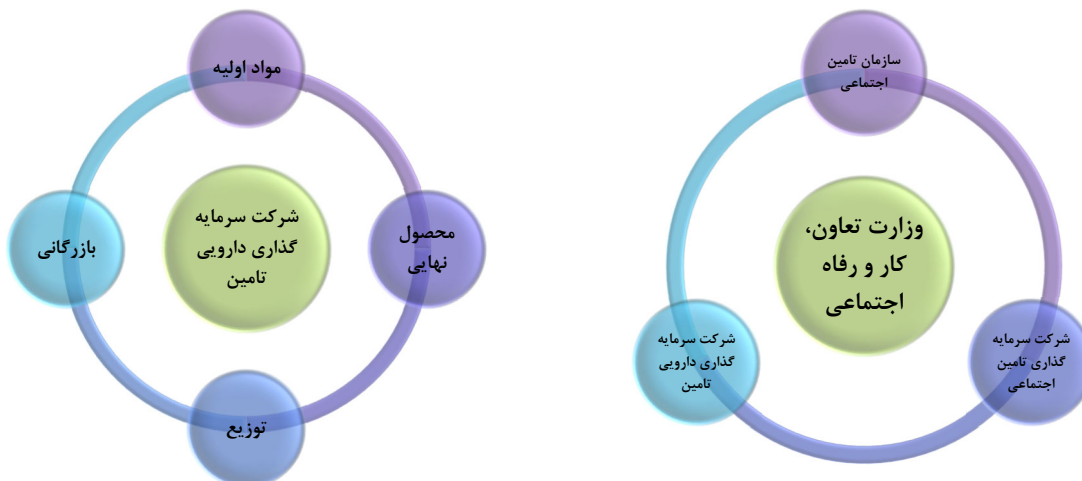 سازمان تامین
اجتماعی
وزارت تعاون،
کار و رفاه
اجتماعی
شرکت سرمایه
گذاری تامین
اجتماعی
شرکت سرمایه
گذاری دارویی
تامین
مواد اولیه
شرکت سرمایه
گذاری دارویی
تامین
محصول
نهایی
توزیع
بازرگانی